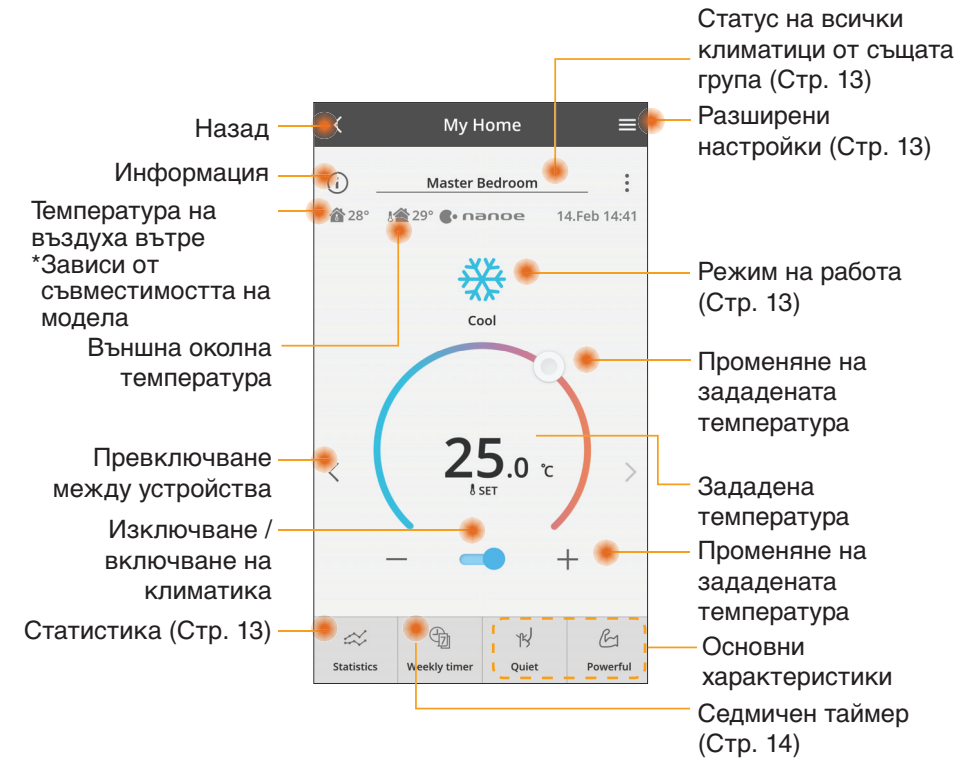 Статус на всички
климатици от същата
група (Стр. 13)
Назад
Разширени
настройки (Стр. 13)
My Home
Информация
Master Bedroom
Температура на
въздуха вътре
*Зависи от
съвместимостта на
модела
28°
29°
nanoe
14.Feb 14:41
Режим на работа
(Стр. 13)
Cool
Външна околна
температура
Променяне на
зададената
температура
Превключване
между устройства
25.0 °C
SET
Зададена
температура
Изключване /
включване на
климатика
Променяне на
зададената
температура
Статистика (Стр. 13)
Statistics
Weekly timer
7
Quiet
Powerful
Основни
характеристики
Седмичен таймер
(Стр. 14)